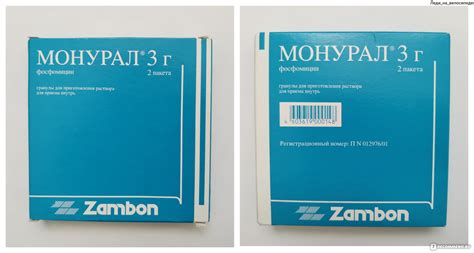 МОНУРАЛ® 3 г
фосфомицин
2 пакета
гранулы для приготовления раствора
для приема внутрь
Zambon
Леди_на_велосипеде
МОНУРАЛ® 3 г
фосфомицин
2 пакета
гранулы для приготовления раствора
для приема внутрь
Регистрационный номер: П N 012976/01
Zambon